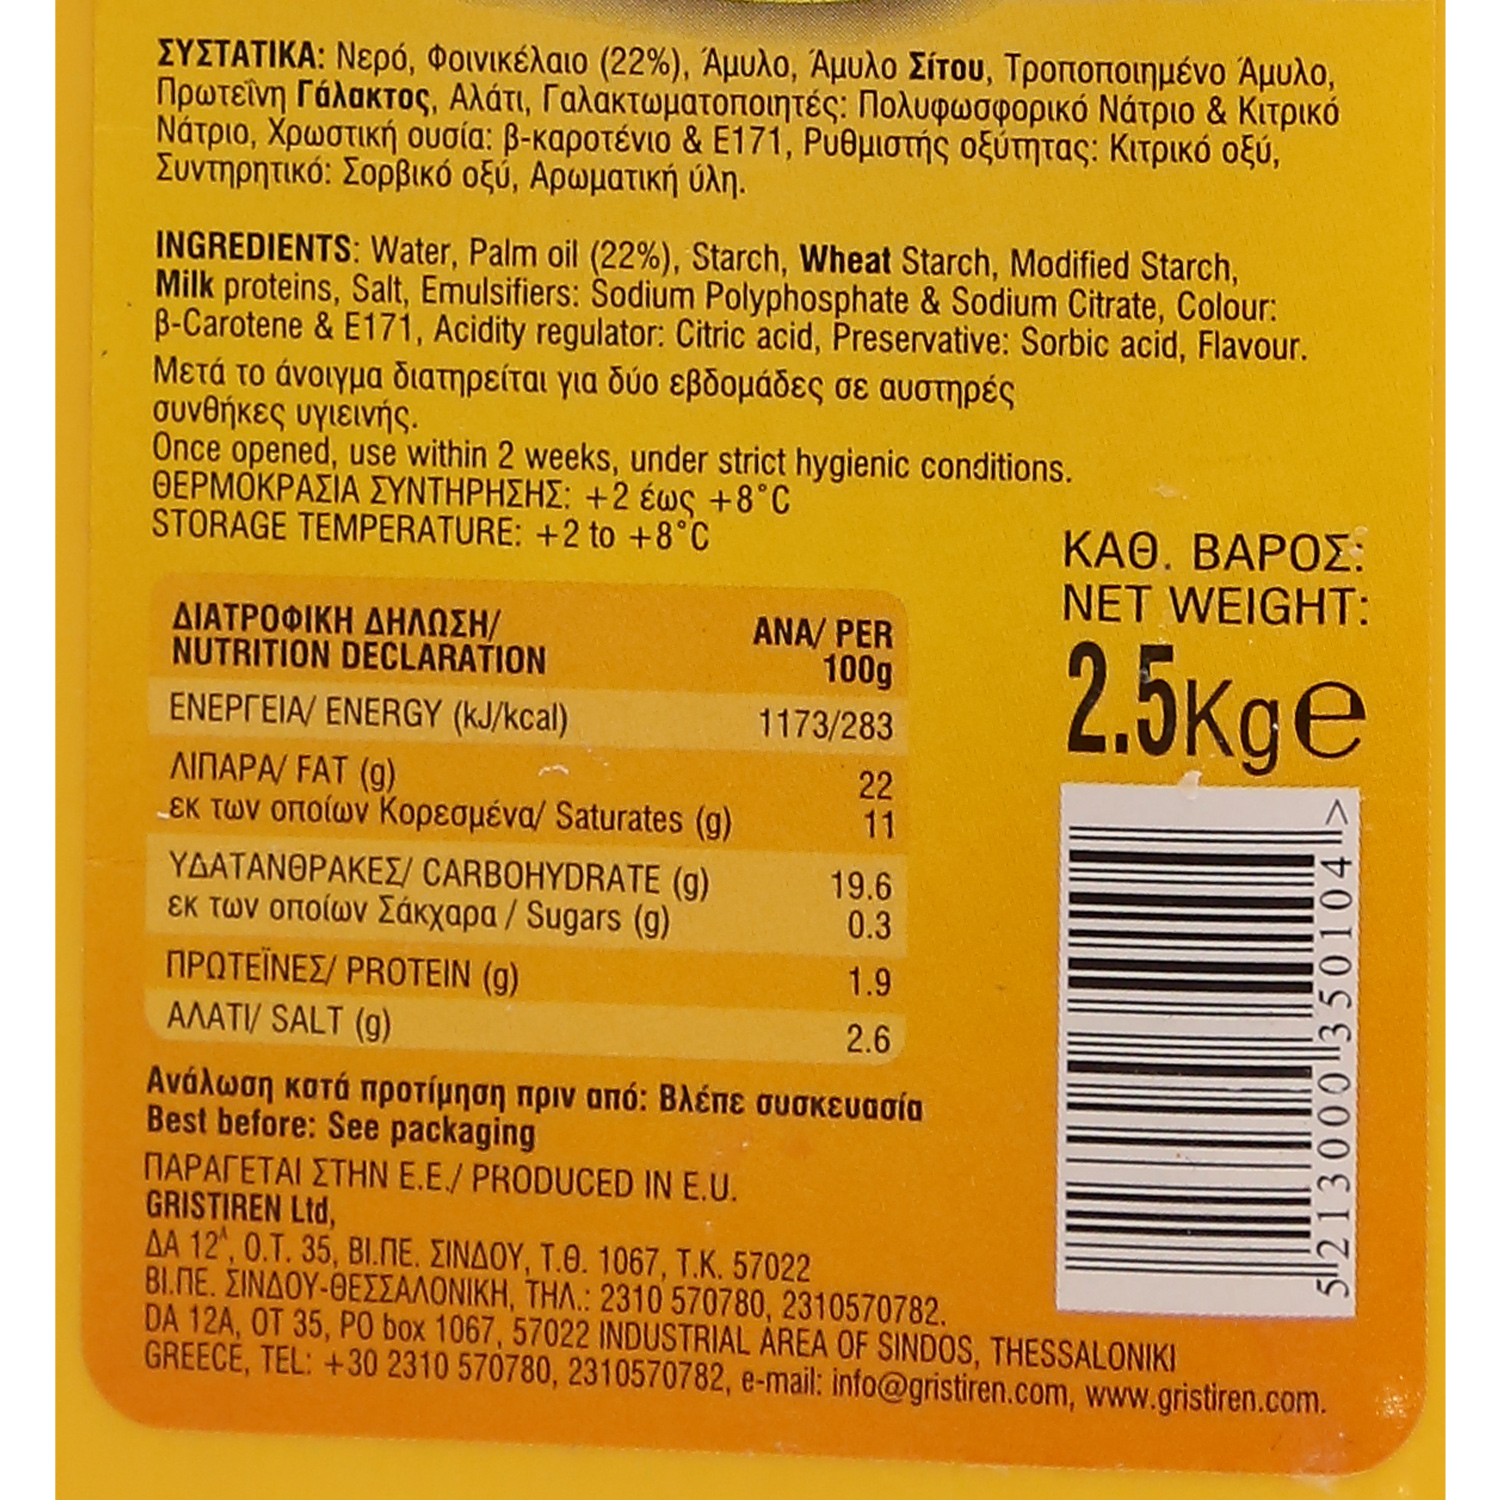 ΣΥΣΤΑΤΙΚΑ: Νερό, Φοινικέλαιο (22%), Άμυλο, Άμυλο Σίτου, Τροποποιημένο Άμυλο,
Πρωτεΐνη Γάλακτος, Αλάτι, Γαλακτωματοποιητές: Πολυφωσφορικό Νάτριο & Κιτρικό
Νάτριο, Χρωστική ουσία: β-καροτένιο & E171, Ρυθμιστής οξύτητας: Κιτρικό οξύ,
Συντηρητικό: Σορβικό οξύ, Αρωματική ύλη.
INGREDIENTS: Water, Palm oil (22%), Starch, Wheat Starch, Modified Starch,
Milk proteins, Salt, Emulsifiers: Sodium Polyphosphate & Sodium Citrate, Colour:
β-Carotene & E171, Acidity regulator: Citric acid, Preservative: Sorbic acid, Flavour.
Μετά το άνοιγμα διατηρείται για δύο εβδομάδες σε αυστηρές
συνθήκες υγιεινής.
Once opened, use within 2 weeks, under strict hygienic conditions.
ΘΕΡΜΟΚΡΑΣΙΑ ΣΥΝΤΗΡΗΣΗΣ: +2 έως +8°C
STORAGE TEMPERATURE: +2 to +8°C
ΚΑΘ. ΒΑΡΟΣ:
NET WEIGHT:
2.5Kg℮
ΔΙΑΤΡΟΦΙΚΗ ΔΗΛΩΣΗ/ ΑΝΑ/ PER
NUTRITION DECLARATION 100g
ΕΝΕΡΓΕΙΑ/ ENERGY (kJ/kcal) 1173/283
ΛΙΠΑΡΑ/ FAT (g) 22
εκ των οποίων Κορεσμένα/ Saturates (g) 11
ΥΔΑΤΑΝΘΡΑΚΕΣ/ CARBOHYDRATE (g) 19.6
εκ των οποίων Σάκχαρα / Sugars (g) 0.3
ΠΡΩΤΕΪΝΕΣ/ PROTEIN (g) 1.9
ΑΛΑΤΙ/ SALT (g) 2.6
5 213000 350104 >
Ανάλωση κατά προτίμηση πριν από: Βλέπε συσκευασία
Best before: See packaging
ΠΑΡΑΓΕΤΑΙ ΣΤΗΝ Ε.Ε./ PRODUCED IN E.U.
GRISTIREN Ltd,
ΔΑ 12Α, Ο.Τ. 35, ΒΙ.ΠΕ. ΣΙΝΔΟΥ, Τ.Θ. 1067, Τ.Κ. 57022
ΒΙ.ΠΕ. ΣΙΝΔΟΥ-ΘΕΣΣΑΛΟΝΙΚΗ, ΤΗΛ.: 2310 570780, 2310570782.
DA 12A, OT 35, PO box 1067, 57022 INDUSTRIAL AREA OF SINDOS, THESSALONIKI
GREECE, TEL: +30 2310 570780, 2310570782, e-mail: info@gristiren.com, www.gristiren.com.